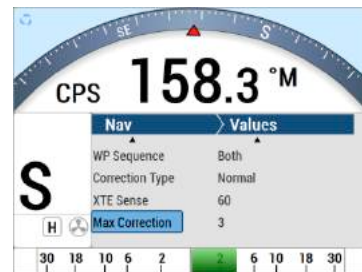 SE S
CPS 158.3 °M
Nav Values
WP Sequence Both
Correction Type Normal
XTE Sense 60
Max Correction 3
S
H
30 18 10 6 2 2 6 10 18 30